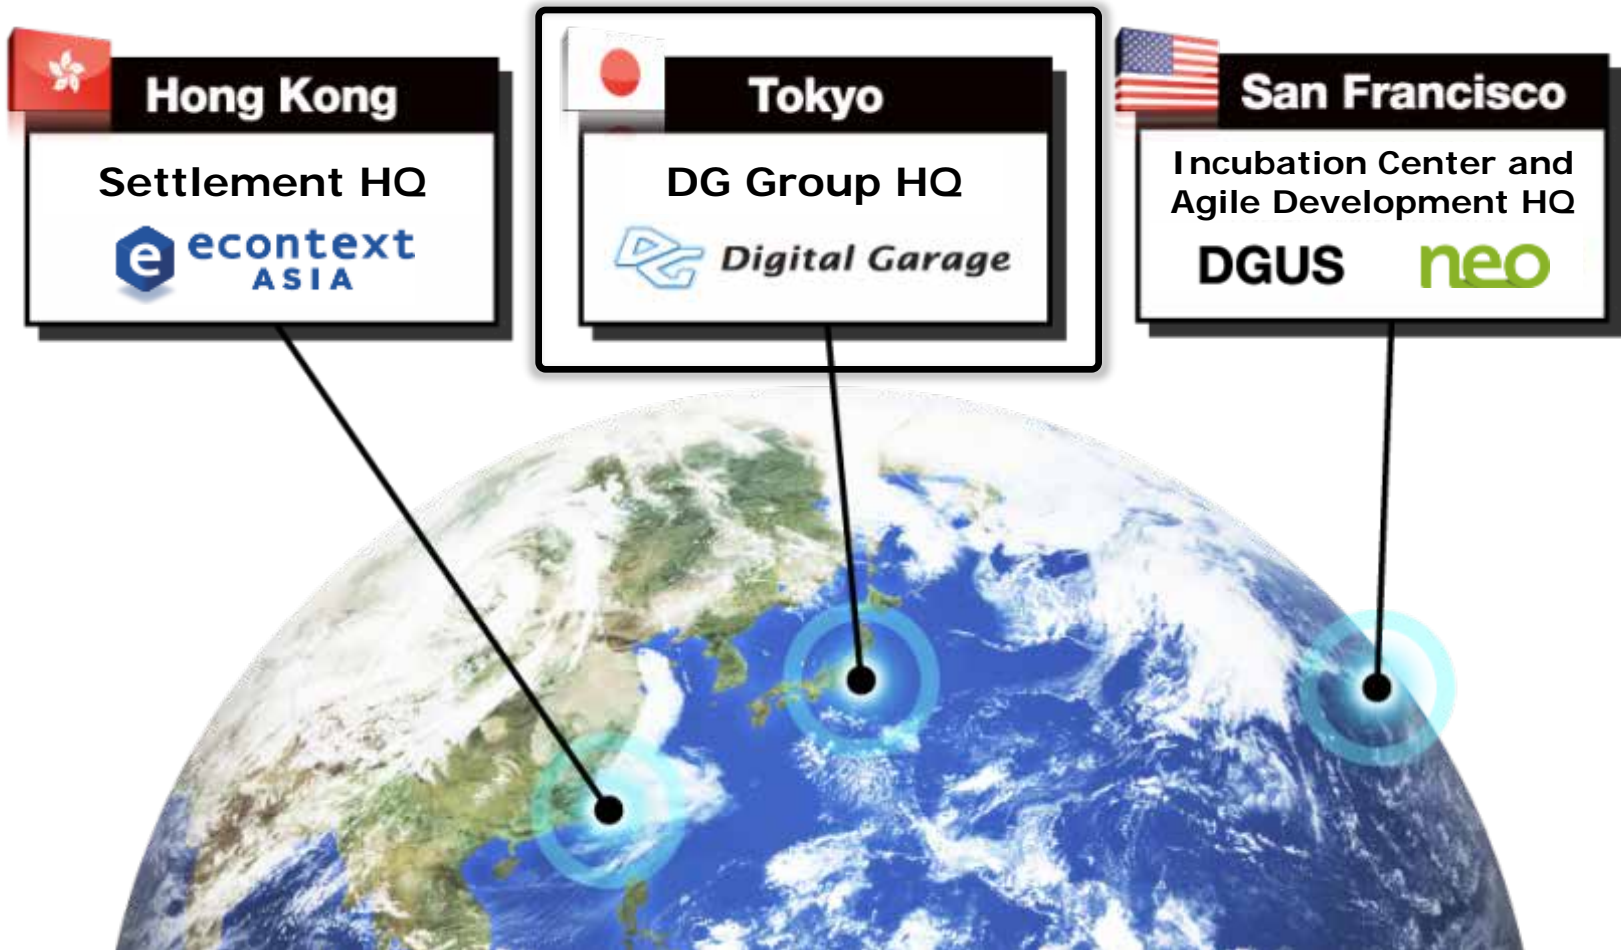 Hong Kong
Settlement HQ
e econtext
ASIA
Tokyo
DG Group HQ
DG Digital Garage
San Francisco
Incubation Center and
Agile Development HQ
DGUS neo